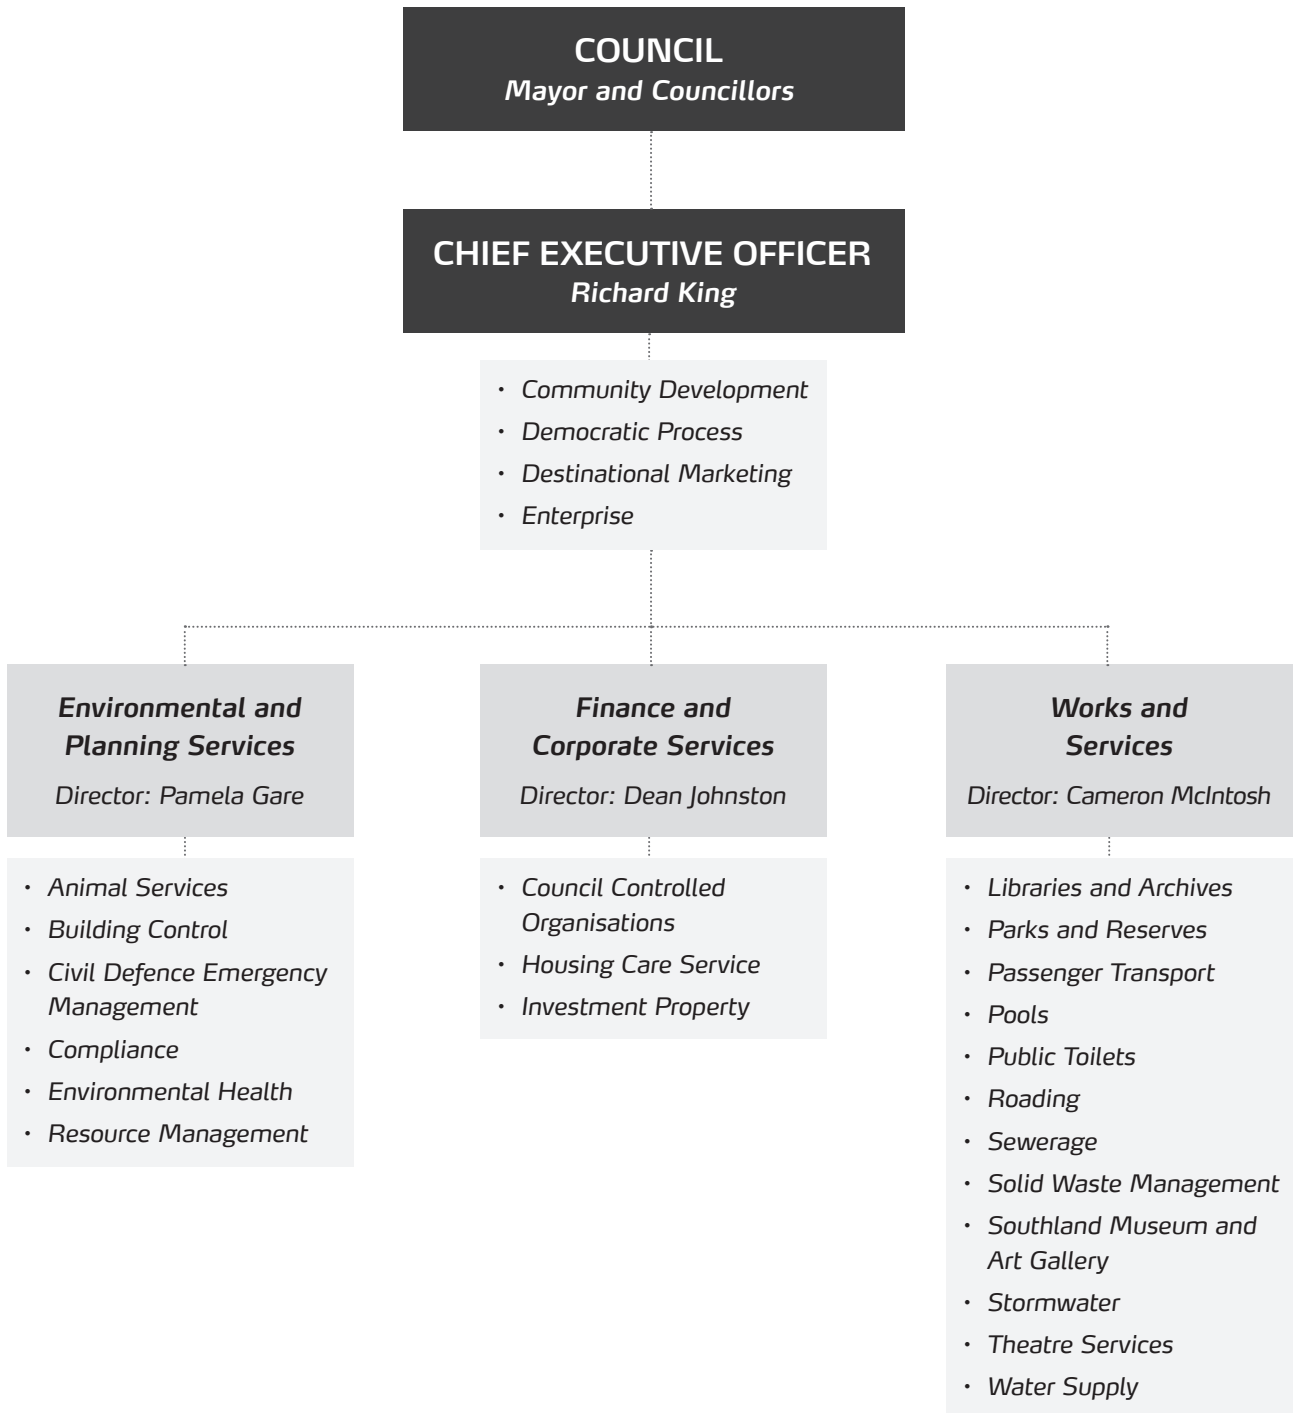 COUNCIL
Mayor and Councillors
CHIEF EXECUTIVE OFFICER
Richard King
• Community Development
• Democratic Process
• Destinational Marketing
• Enterprise
Environmental and
Planning Services
Director: Pamela Gare
• Animal Services
• Building Control
• Civil Defence Emergency
Management
• Compliance
• Environmental Health
• Resource Management
Finance and
Corporate Services
Director: Dean Johnston
• Council Controlled
Organisations
• Housing Care Service
• Investment Property
Works and
Services
Director: Cameron McIntosh
• Libraries and Archives
• Parks and Reserves
• Passenger Transport
• Pools
• Public Toilets
• Roading
• Sewerage
• Solid Waste Management
• Southland Museum and
Art Gallery
• Stormwater
• Theatre Services
• Water Supply